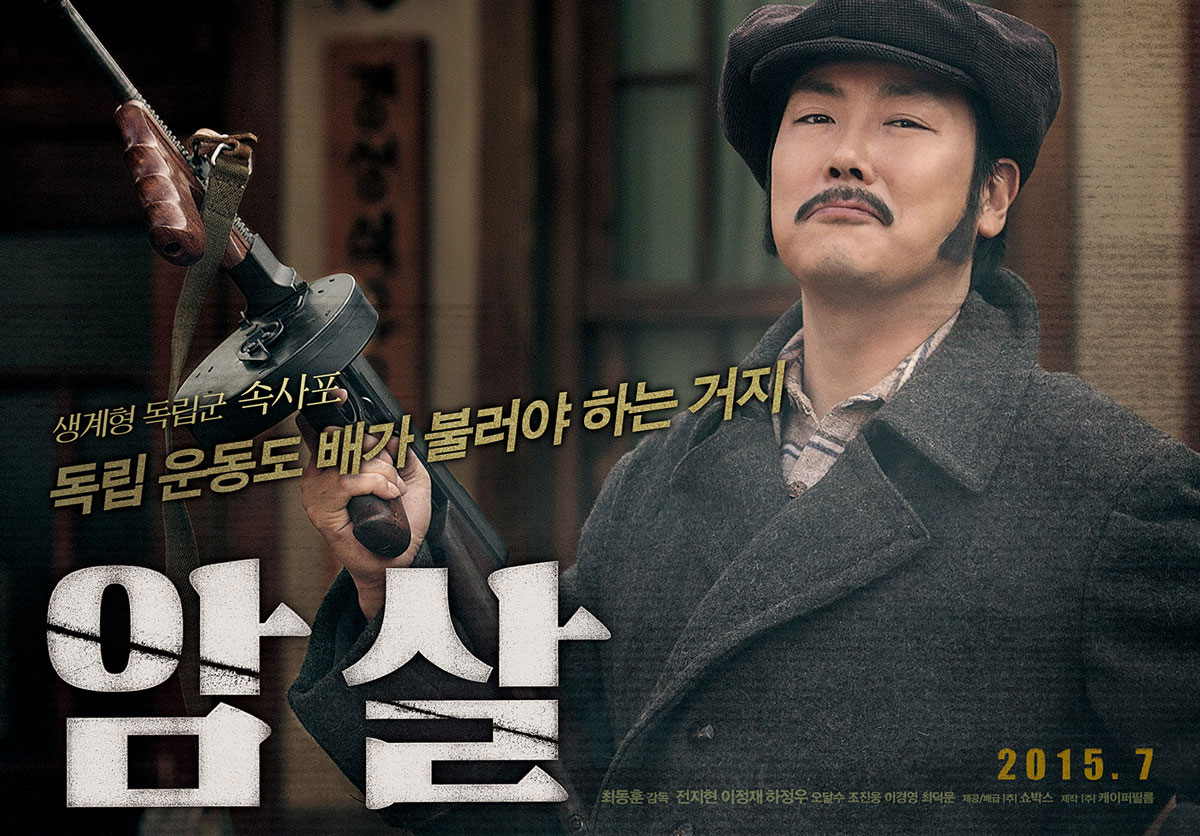 생계형 독립군 속사포
독립 운동도 배가 불러야 하는 거지
암살
2015. 7
최동훈 감독 전지현 이정재 하정우 오달수 조진웅 이경영 최덕문 제공/배급 (주) 쇼박스 제작 (주) 케이퍼필름